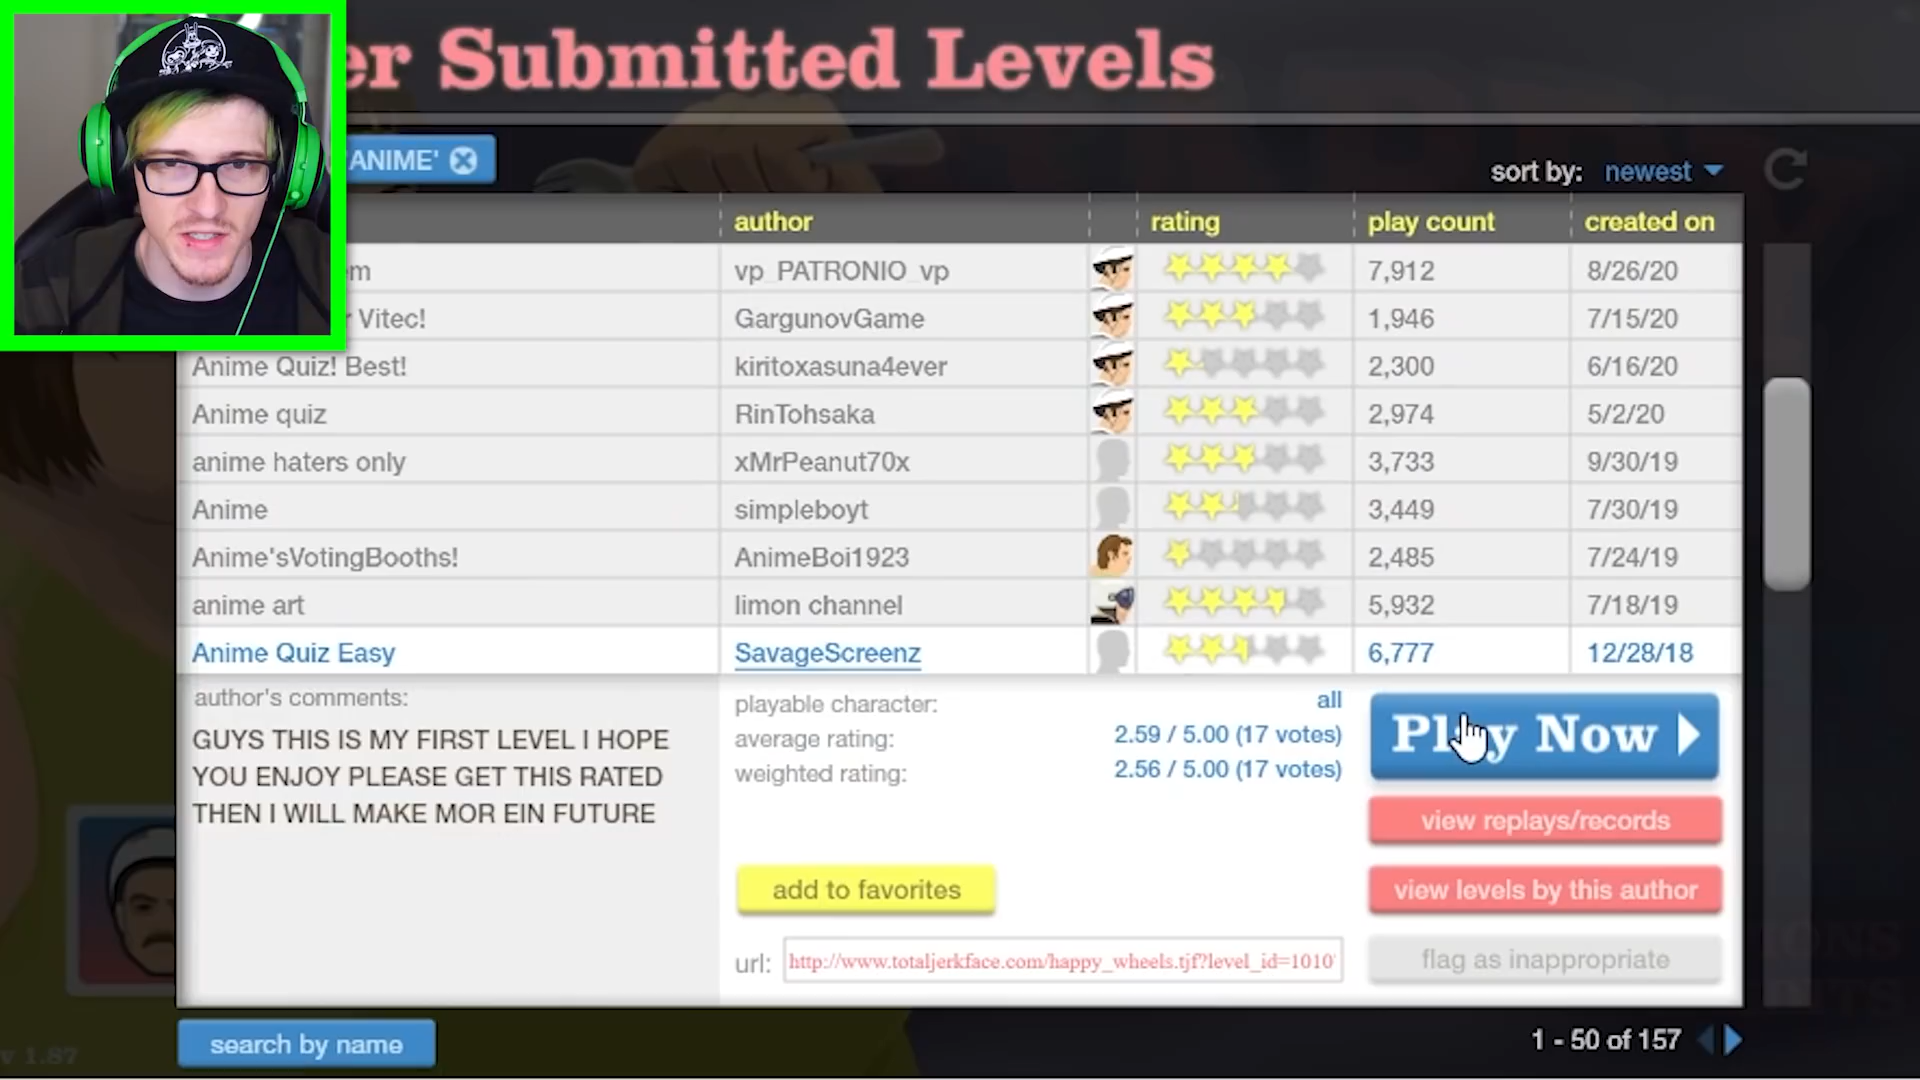 er Submitted Levels
'ANIME'
sort by: newest
author rating play count created on
em vp_PATRONIO_vp 7,912 8/26/20
r Vitec! GargunovGame 1,946 7/15/20
Anime Quiz! Best! kiritoxasuna4ever 2,300 6/16/20
Anime quiz RinTohsaka 2,974 5/2/20
anime haters only xMrPeanut70x 3,733 9/30/19
Anime simpleboyt 3,449 7/30/19
Anime'sVotingBooths! AnimeBoi1923 2,485 7/24/19
anime art limon channel 5,932 7/18/19
Anime Quiz Easy SavageScreenz 6,777 12/28/18
author's comments:
GUYS THIS IS MY FIRST LEVEL I HOPE
YOU ENJOY PLEASE GET THIS RATED
THEN I WILL MAKE MOR EIN FUTURE
playable character: all
average rating: 2.59 / 5.00 (17 votes)
weighted rating: 2.56 / 5.00 (17 votes)
add to favorites
url: http://www.totaljerkface.com/happy_wheels.tjf?level_id=1010
Play Now
view replays/records
view levels by this author
flag as inappropriate
search by name
1 - 50 of 157
v 1.87